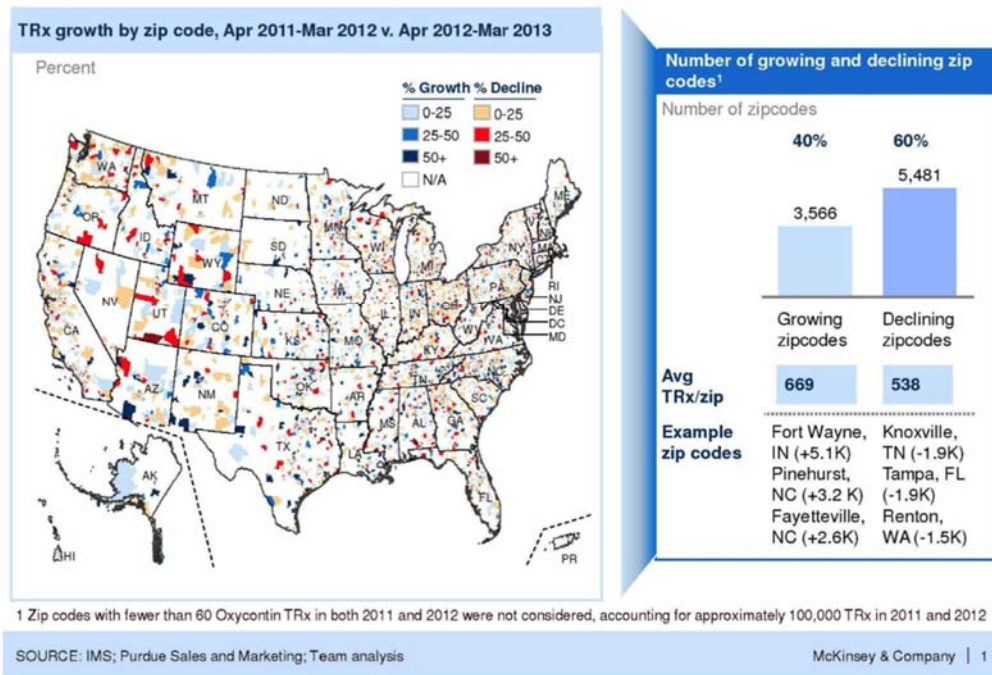 TRx growth by zip code, Apr 2011-Mar 2012 v. Apr 2012-Mar 2013
Percent
% Growth % Decline
0-25 0-25
25-50 25-50
50+ 50+
N/A
WA
MT
ND
OR
ID
SD
WY
NV
UT
CO
NE
KS
CA
AZ
NM
OK
TX
MN
WI
MI
IA
IL
IN
OH
MO
KY
WV
VA
PA
NY
ME
VT
NH
MA
CT
RI
NJ
DE
DC
MD
TN
NC
SC
AR
MS
AL
GA
LA
FL
AK
HI
PR
Number of growing and declining zip
codes1
Number of zipcodes
40% 60%
3,566 5,481
Growing Declining
zipcodes zipcodes
Avg
TRx/zip
669 538
Example
zip codes
Fort Wayne,
IN (+5.1K)
Pinehurst,
NC (+3.2 K)
Fayetteville,
NC (+2.6K)
Knoxville,
TN (-1.9K)
Tampa, FL
(-1.9K)
Renton,
WA (-1.5K)
1 Zip codes with fewer than 60 Oxycontin TRx in both 2011 and 2012 were not considered, accounting for approximately 100,000 TRx in 2011 and 2012
SOURCE: IMS; Purdue Sales and Marketing; Team analysis
McKinsey & Company | 1